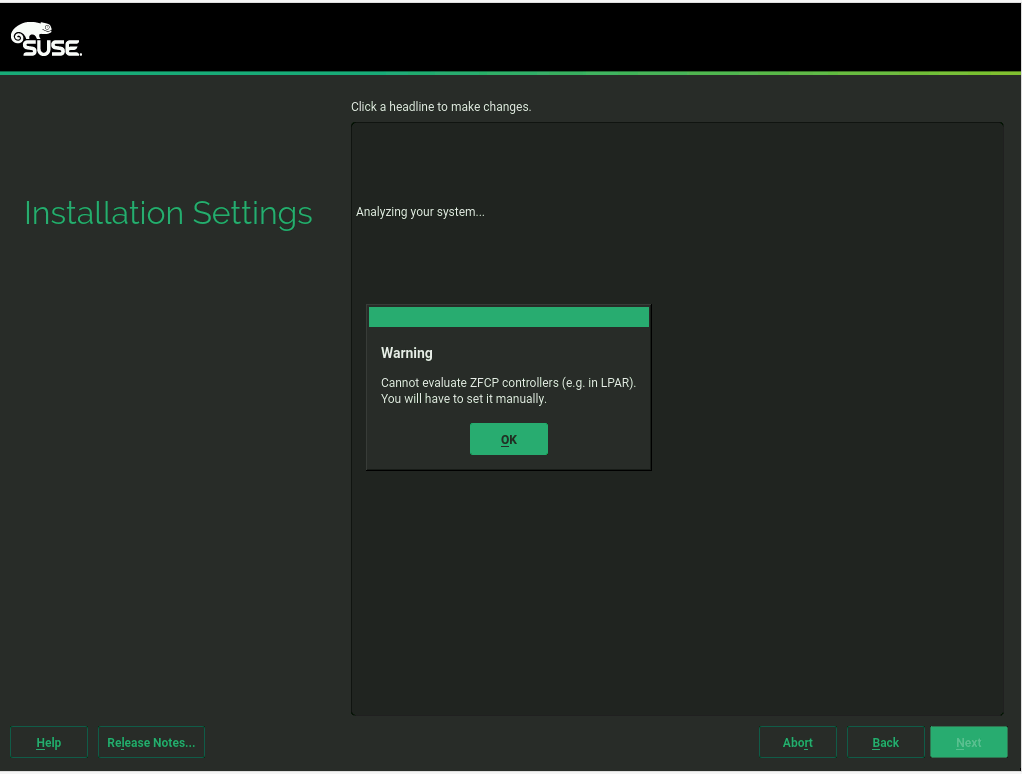 SUSE.
Click a headline to make changes.
Installation Settings
Analyzing your system...
Warning
Cannot evaluate ZFCP controllers (e.g. in LPAR).
You will have to set it manually.
OK
Help
Release Notes...
Abort
Back
Next